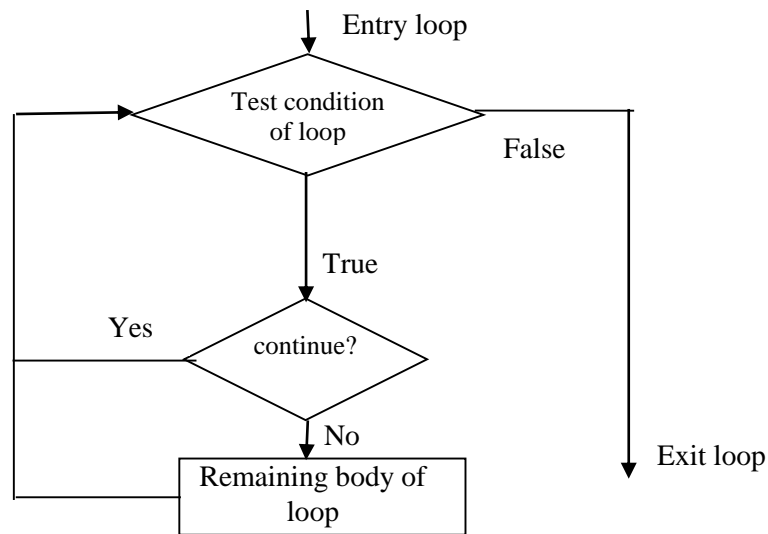 Entry loop
Test condition
of loop
False
True
Yes
continue?
No
Exit loop
Remaining body of
loop